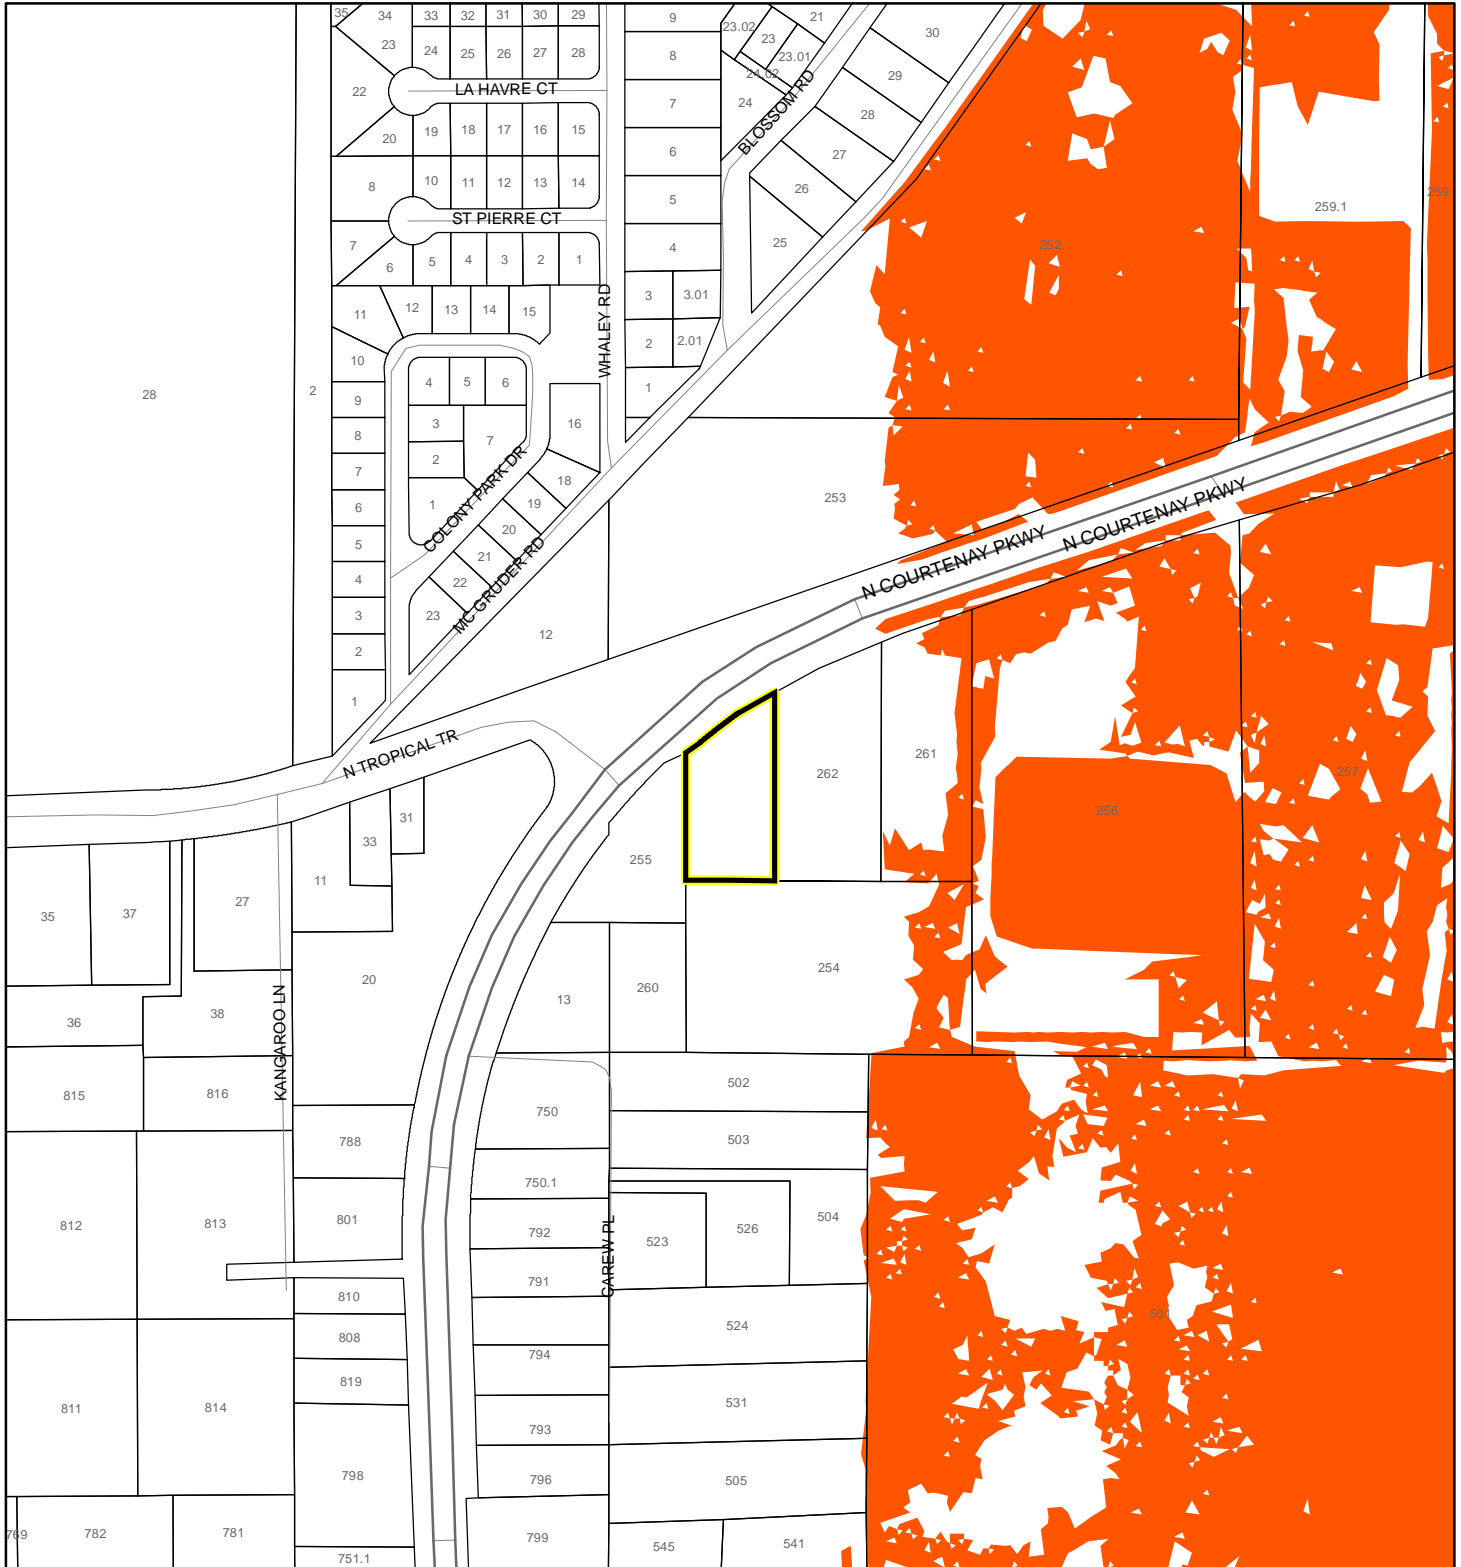 35 34 33 32 31 30 29 9 23.02 21 30
23 24 25 26 27 28 8 23 23.01
22 LA HAVRE CT 24.02 29
7 24 BLOSSOM RD 28
20 19 18 17 16 15 6 27
8 10 11 12 13 14 5 26 252 259.1 259
ST PIERRE CT
7 6 5 4 3 2 1 4 25
11 12 13 14 15 WHALEY RD 3 3.01
10 2 2.01
28 2 9 4 5 6 1
8 3 7 16
7 2 18
6 1 COLONY PARK DR 19 253 N COURTENAY PKWY
5 20 N COURTENAY PKWY
4 21
3 22 MC GRUDER RD
2 23 12
1
N TROPICAL TR
262 261 257
31 256
33 255
11
35 37 27
20 254
13 260
36 38 KANGAROO LN
815 816 502
750
788 503
750.1
812 813 801 792 523 526 504
791 CAREW PL
810
808 794 524
819
811 814 793 531
798 796 505
769 782 781 799 545 541
751.1